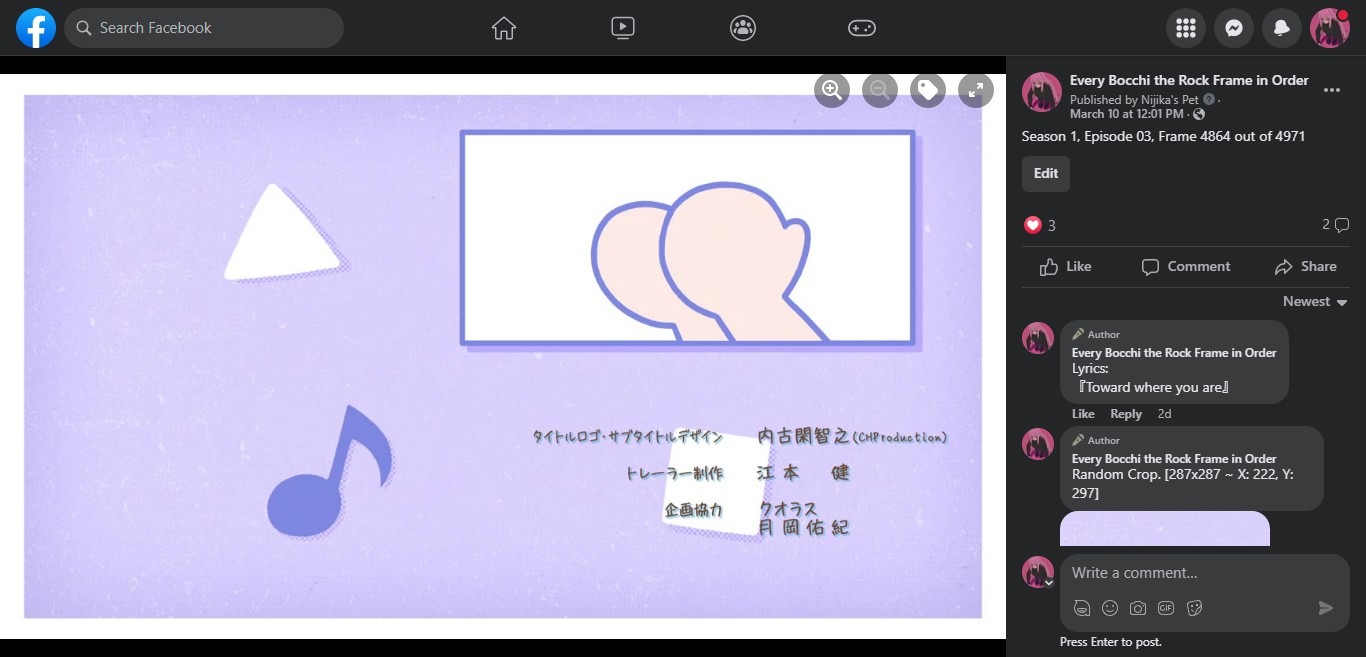 Search Facebook
タイトルロゴ・サブタイトルデザイン 内古閑智之(CHProduction)
トレーラー制作 江本 健
企画協力 クオラス
月岡佑紀
Every Bocchi the Rock Frame in Order
Published by Nijika's Pet ·
March 10 at 12:01 PM ·
Season 1, Episode 03, Frame 4864 out of 4971
Edit
3
2
Like Comment Share
Newest
Author
Every Bocchi the Rock Frame in Order
Lyrics:
『Toward where you are』
Like Reply 2d
Author
Every Bocchi the Rock Frame in Order
Random Crop. [287x287 ~ X: 222, Y:
297]
Write a comment...
GIF
Press Enter to post.